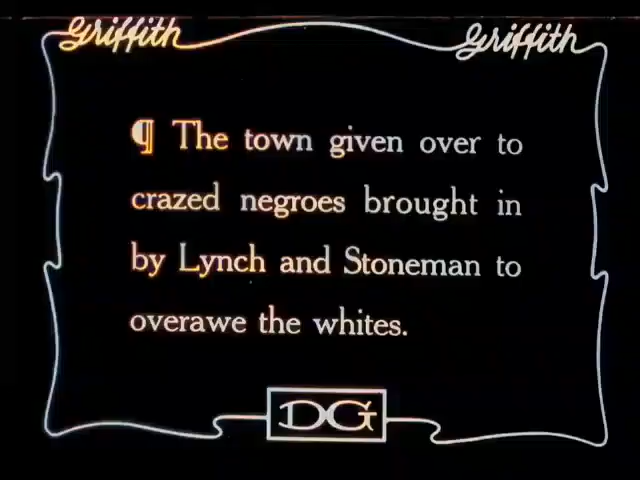 Griffith Griffith
¶ The town given over to
crazed negroes brought in
by Lynch and Stoneman to
overawe the whites.
DG